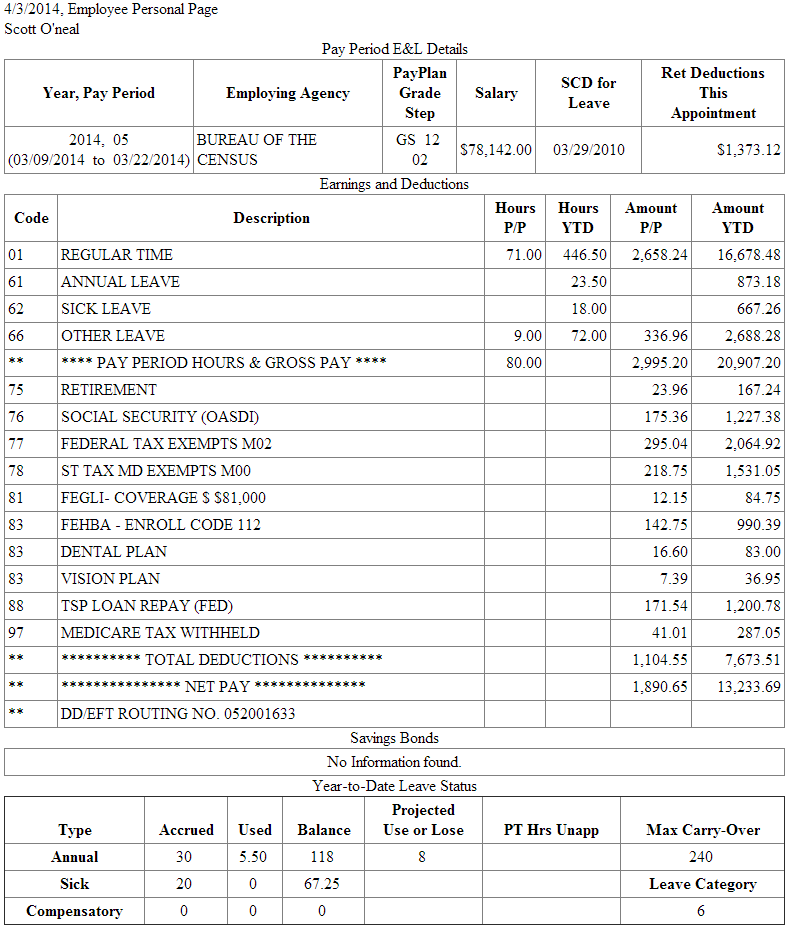 4/3/2014, Employee Personal Page
Scott O'neal
Pay Period E&L Details
Year, Pay Period Employing Agency PayPlan Grade Step Salary SCD for Leave Ret Deductions This Appointment
2014, 05 (03/09/2014 to 03/22/2014) BUREAU OF THE CENSUS GS 12 02 $78,142.00 03/29/2010 $1,373.12
Earnings and Deductions
Code Description Hours P/P Hours YTD Amount P/P Amount YTD
01 REGULAR TIME 71.00 446.50 2,658.24 16,678.48
61 ANNUAL LEAVE 23.50 873.18
62 SICK LEAVE 18.00 667.26
66 OTHER LEAVE 9.00 72.00 336.96 2,688.28
** **** PAY PERIOD HOURS & GROSS PAY **** 80.00 2,995.20 20,907.20
75 RETIREMENT 23.96 167.24
76 SOCIAL SECURITY (OASDI) 175.36 1,227.38
77 FEDERAL TAX EXEMPTS M02 295.04 2,064.92
78 ST TAX MD EXEMPTS M00 218.75 1,531.05
81 FEGLI- COVERAGE $ $81,000 12.15 84.75
83 FEHBA - ENROLL CODE 112 142.75 990.39
83 DENTAL PLAN 16.60 83.00
83 VISION PLAN 7.39 36.95
88 TSP LOAN REPAY (FED) 171.54 1,200.78
97 MEDICARE TAX WITHHELD 41.01 287.05
** ********** TOTAL DEDUCTIONS ********** 1,104.55 7,673.51
** *************** NET PAY ************** 1,890.65 13,233.69
** DD/EFT ROUTING NO. 052001633
Savings Bonds
No Information found.
Year-to-Date Leave Status
Type Accrued Used Balance Projected Use or Lose PT Hrs Unapp Max Carry-Over
Annual 30 5.50 118 8 240
Sick 20 0 67.25 Leave Category
Compensatory 0 0 0 6